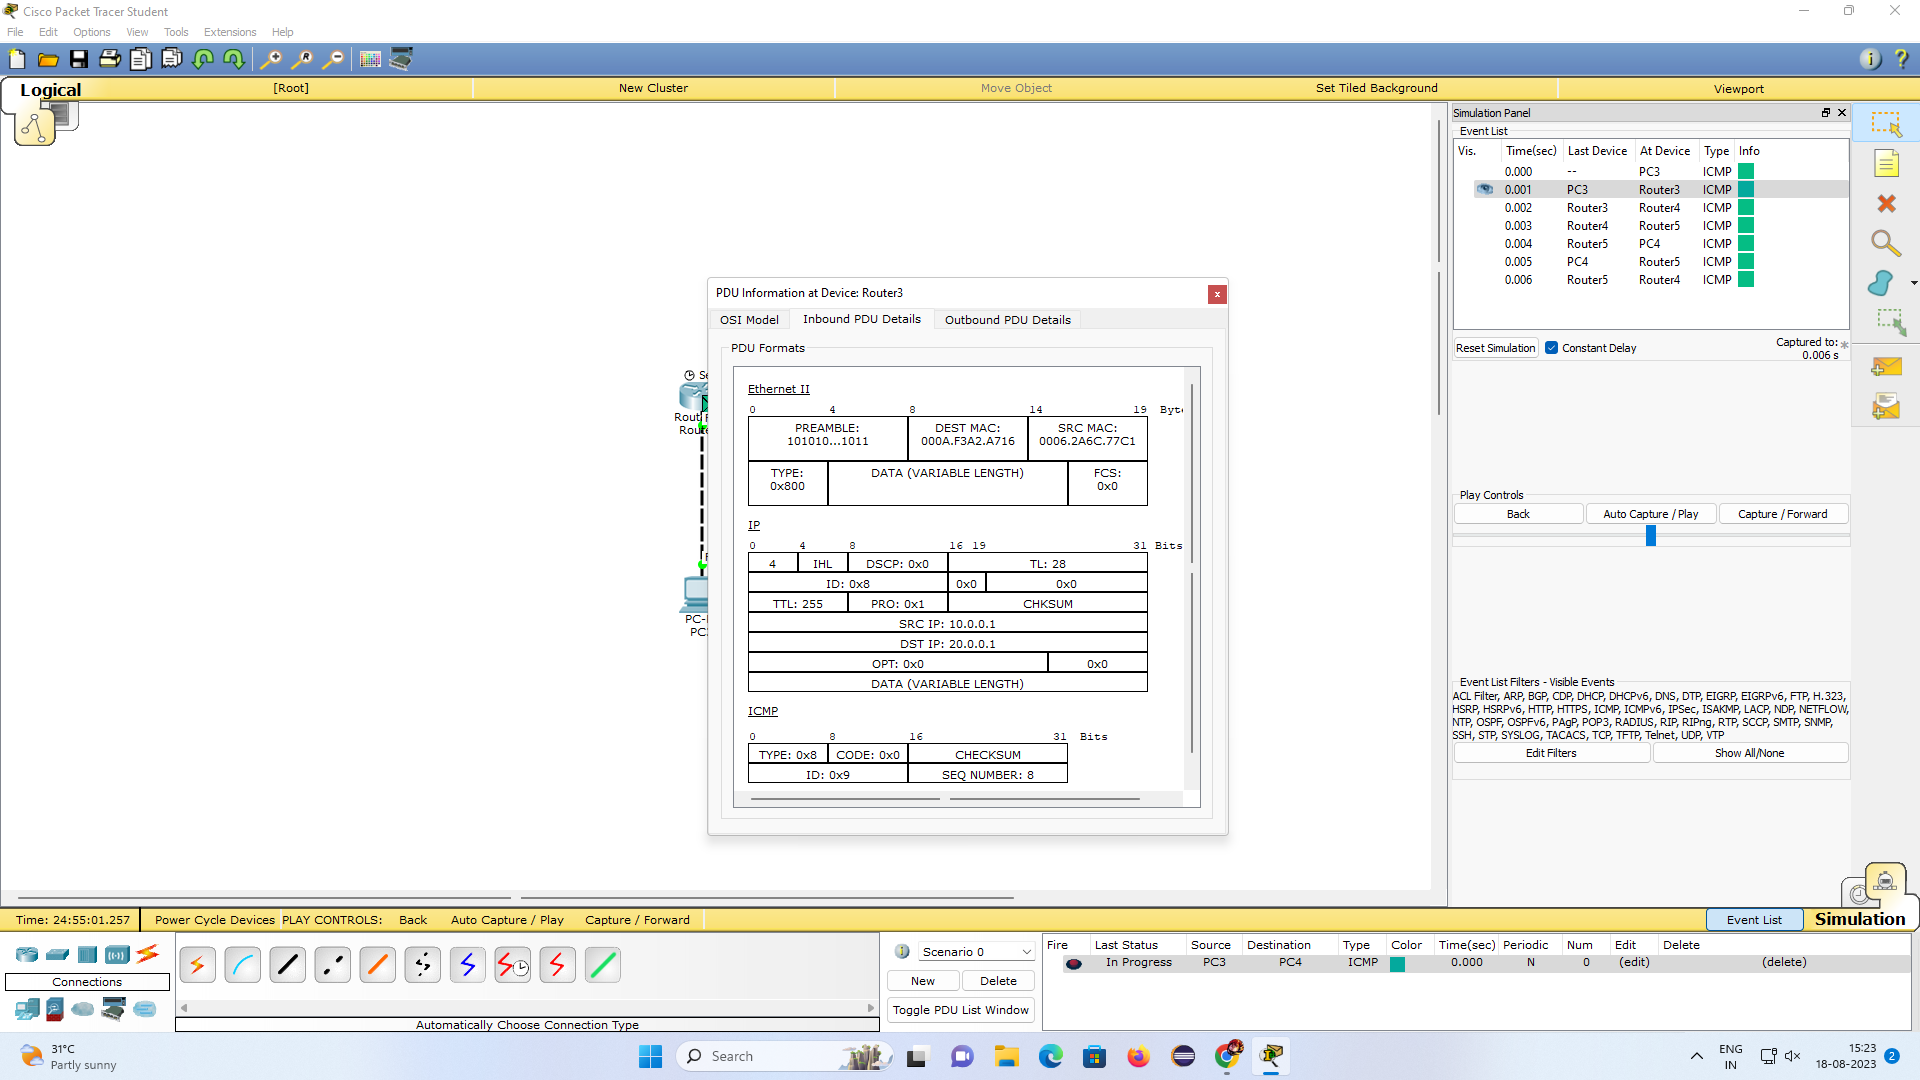 Cisco Packet Tracer Student
File Edit Options View Tools Extensions Help
Logical [Root] New Cluster Move Object Set Tiled Background Viewport
Simulation Panel
Event List
Vis. Time(sec) Last Device At Device Type Info
0.000 -- PC3 ICMP
0.001 PC3 Router3 ICMP
0.002 Router3 Router4 ICMP
0.003 Router4 Router5 ICMP
0.004 Router5 PC4 ICMP
0.005 PC4 Router5 ICMP
0.006 Router5 Router4 ICMP
Reset Simulation Constant Delay Captured to: *
0.006 s
Play Controls
Back Auto Capture / Play Capture / Forward
Event List Filters - Visible Events
ACL Filter, ARP, BGP, CDP, DHCP, DHCPv6, DNS, DTP, EIGRP, EIGRPv6, FTP, H.323,
HSRP, HSRPv6, HTTP, HTTPS, ICMP, ICMPv6, IPSec, ISAKMP, LACP, NDP, NETFLOW,
NTP, OSPF, OSPFv6, PAgP, POP3, RADIUS, RIP, RIPng, RTP, SCCP, SMTP, SNMP,
SSH, STP, SYSLOG, TACACS, TCP, TFTP, Telnet, UDP, VTP
Edit Filters Show All/None
PDU Information at Device: Router3
OSI Model Inbound PDU Details Outbound PDU Details
PDU Formats
Ethernet II
0 4 8 14 19 Byte
PREAMBLE: DEST MAC: SRC MAC:
101010...1011 000A.F3A2.A716 0006.2A6C.77C1
TYPE: DATA (VARIABLE LENGTH) FCS:
0x800 0x0
IP
0 4 8 16 19 31 Bits
4 IHL DSCP: 0x0 TL: 28
ID: 0x8 0x0 0x0
TTL: 255 PRO: 0x1 CHKSUM
SRC IP: 10.0.0.1
DST IP: 20.0.0.1
OPT: 0x0 0x0
DATA (VARIABLE LENGTH)
ICMP
0 8 16 31 Bits
TYPE: 0x8 CODE: 0x0 CHECKSUM
ID: 0x9 SEQ NUMBER: 8
Se
Rout
Route
PC-
PC
Time: 24:55:01.257 Power Cycle Devices PLAY CONTROLS: Back Auto Capture / Play Capture / Forward Event List Simulation
Connections
Automatically Choose Connection Type
Scenario 0
New Delete
Toggle PDU List Window
Fire Last Status Source Destination Type Color Time(sec) Periodic Num Edit Delete
In Progress PC3 PC4 ICMP 0.000 N 0 (edit) (delete)
31°C
Partly sunny
Search
ENG
IN
15:23
18-08-2023
2